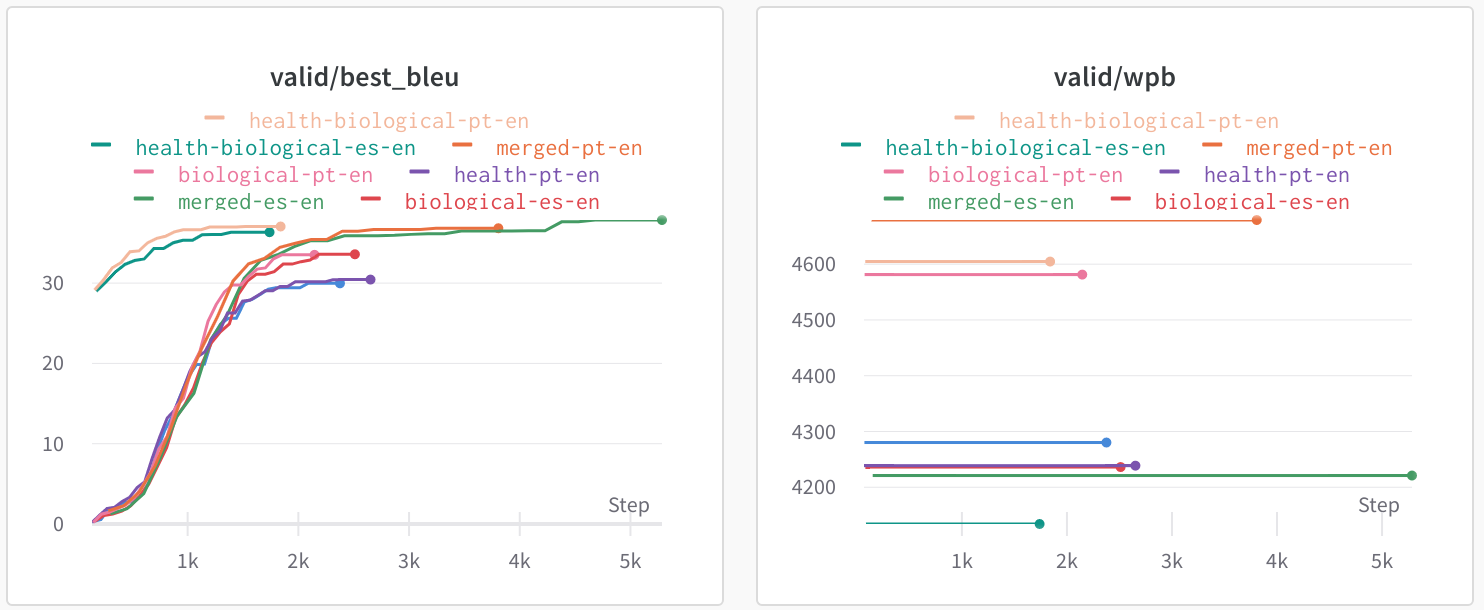 valid/best_bleu
health-biological-pt-en
health-biological-es-en merged-pt-en
biological-pt-en health-pt-en
merged-es-en biological-es-en
30
20
10
0
Step
1k 2k 3k 4k 5k
valid/wpb
health-biological-pt-en
health-biological-es-en merged-pt-en
biological-pt-en health-pt-en
merged-es-en biological-es-en
4600
4500
4400
4300
4200
Step
1k 2k 3k 4k 5k